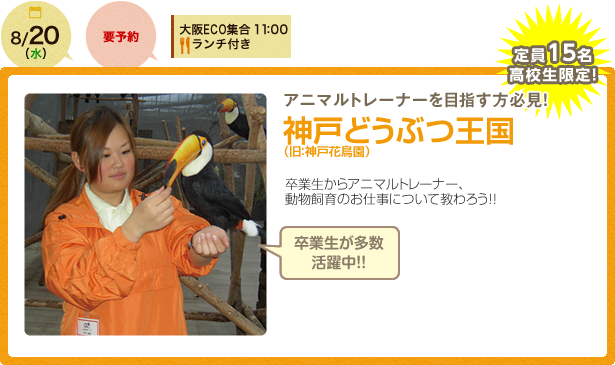 8/20
(水)
要予約
大阪ECO集合 11:00
ランチ付き
定員15名
高校生限定!
アニマルトレーナーを目指す方必見!
神戸どうぶつ王国
(旧:神戸花鳥園)
卒業生からアニマルトレーナー、
動物飼育のお仕事について教わろう!!
卒業生が多数
活躍中!!